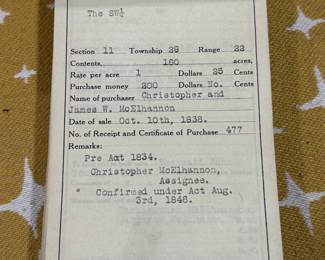 The SW¼
Section 11 Township 29 Range 22
Contents, 160 acres,
Rate per acre 1 Dollars 25 Cents
Purchase money 200 Dollars No. Cents
Name of purchaser Christopher and
James W. McElhannon
Date of sale Oct. 10th, 1838.
No. of Receipt and Certificate of Purchase 477
Remarks:
Pre Act 1834.
Christopher McElhannon,
Assignee.
Confirmed under Act Aug.
3rd, 1846.